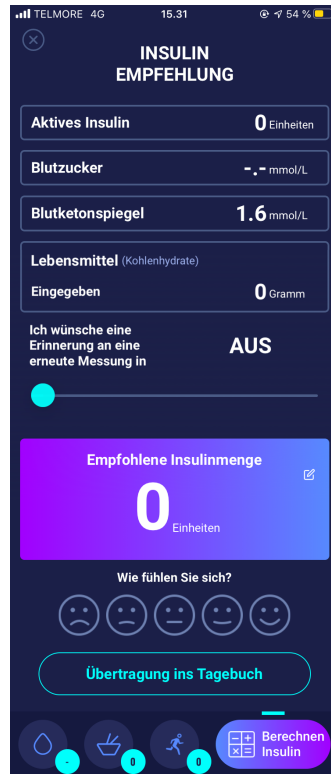 TELMORE 4G 15.31 54 %
INSULIN
EMPFEHLUNG
Aktives Insulin 0 Einheiten
Blutzucker -.- mmol/L
Blutketonspiegel 1.6 mmol/L
Lebensmittel (Kohlenhydrate)
Eingegeben 0 Gramm
Ich wünsche eine
Erinnerung an eine
erneute Messung in
AUS
Empfohlene Insulinmenge
0 Einheiten
Wie fühlen Sie sich?
Übertragung ins Tagebuch
- 0 0
Berechnen
Insulin